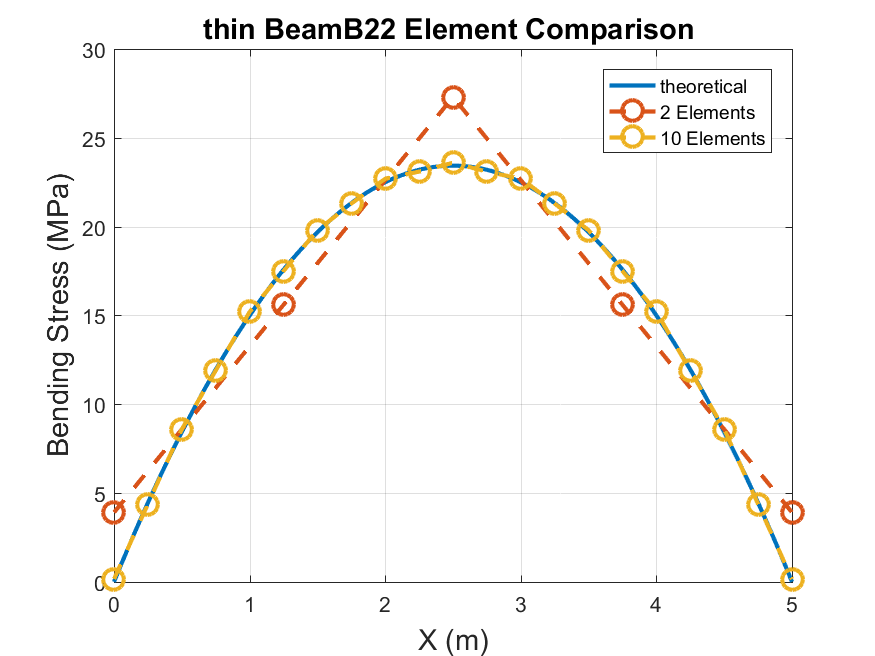 thin BeamB22 Element Comparison
Bending Stress (MPa)
30
25
20
15
10
5
0
0 1 2 3 4 5
X (m)
theoretical
2 Elements
10 Elements